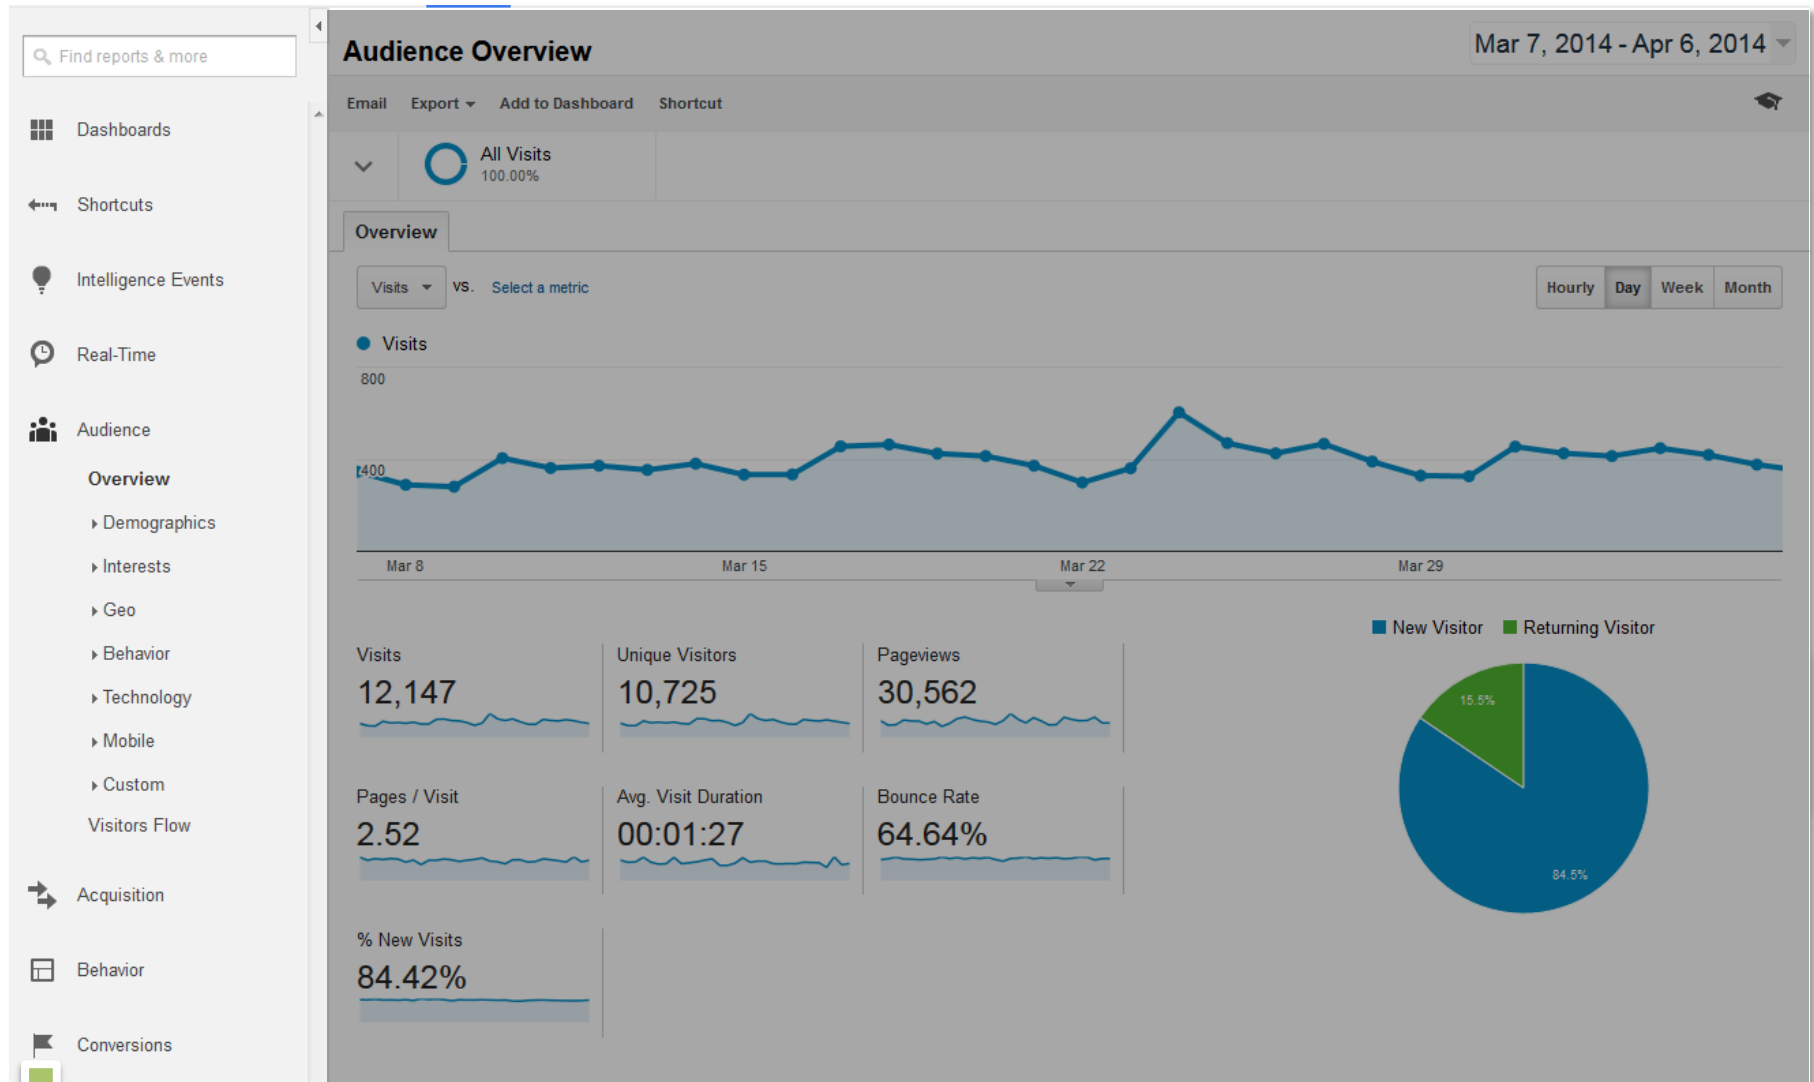 Find reports & more
Dashboards
Shortcuts
Intelligence Events
Real-Time
Audience
Overview
Demographics
Interests
Geo
Behavior
Technology
Mobile
Custom
Visitors Flow
Acquisition
Behavior
Conversions
Audience Overview
Mar 7, 2014 - Apr 6, 2014
Email Export Add to Dashboard Shortcut
All Visits
100.00%
Overview
Visits VS. Select a metric
Hourly Day Week Month
Visits
800
400
Mar 8 Mar 15 Mar 22 Mar 29
Visits
12,147
Unique Visitors
10,725
Pageviews
30,562
Pages / Visit
2.52
Avg. Visit Duration
00:01:27
Bounce Rate
64.64%
% New Visits
84.42%
New Visitor Returning Visitor
15.5%
84.5%